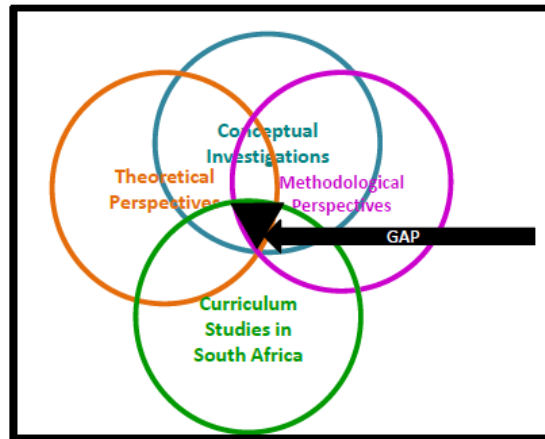 Conceptual
Investigations
Theoretical
Perspectives
Methodological
Perspectives
GAP
Curriculum
Studies in
South Africa